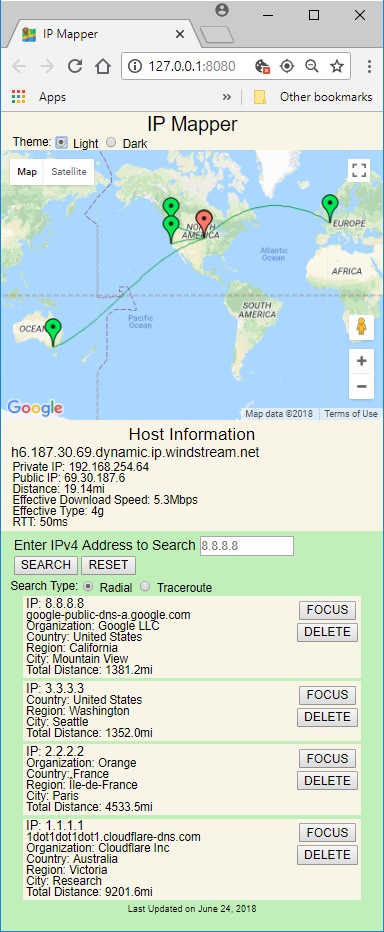 IP Mapper
127.0.0.1:8080
Apps
»
Other bookmarks
IP Mapper
Theme: Light Dark
Map Satellite
NORTH
AMERICA
EUROPE
Atlantic
Ocean
AFRICA
Pacific
Ocean
SOUTH
AMERICA
OCEAN
Google
Map data ©2018 Terms of Use
Host Information
h6.187.30.69.dynamic.ip.windstream.net
Private IP: 192.168.254.64
Public IP: 69.30.187.6
Distance: 19.14mi
Effective Download Speed: 5.3Mbps
Effective Type: 4g
RTT: 50ms
Enter IPv4 Address to Search 8.8.8.8
SEARCH RESET
Search Type: Radial Traceroute
IP: 8.8.8.8
google-public-dns-a.google.com
Organization: Google LLC
Country: United States
Region: California
City: Mountain View
Total Distance: 1381.2mi
FOCUS
DELETE
IP: 3.3.3.3
Country: United States
Region: Washington
City: Seattle
Total Distance: 1352.0mi
FOCUS
DELETE
IP: 2.2.2.2
Organization: Orange
Country: France
Region: Île-de-France
City: Paris
Total Distance: 4533.5mi
FOCUS
DELETE
IP: 1.1.1.1
1dot1dot1dot1.cloudflare-dns.com
Organization: Cloudflare Inc
Country: Australia
Region: Victoria
City: Research
Total Distance: 9201.6mi
FOCUS
DELETE
Last Updated on June 24, 2018